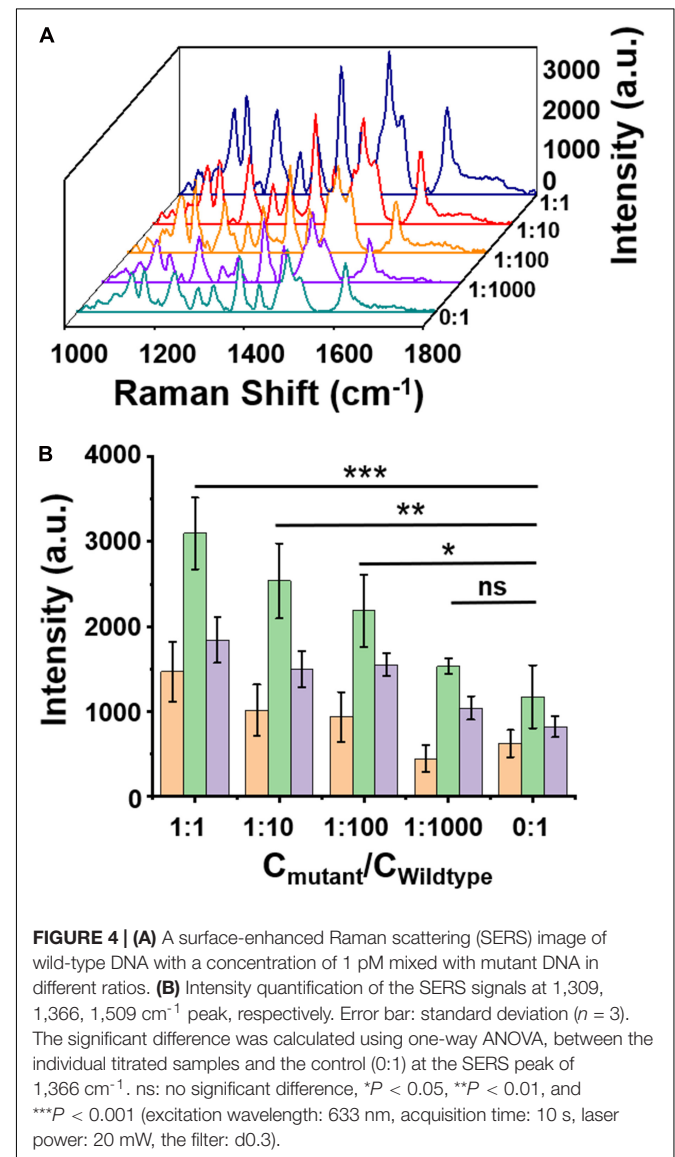 A
3000
2000
1000
0
Intensity (a.u.)
1:1
1:10
1:100
1:1000
0:1
1000 1200 1400 1600 1800
Raman Shift (cm-1)
B
4000
3000
2000
1000
0
Intensity (a.u.)
***
**
*
ns
1:1 1:10 1:100 1:1000 0:1
Cmutant/CWildtype
FIGURE 4 | (A) A surface-enhanced Raman scattering (SERS) image of
wild-type DNA with a concentration of 1 pM mixed with mutant DNA in
different ratios. (B) Intensity quantification of the SERS signals at 1,309,
1,366, 1,509 cm-1 peak, respectively. Error bar: standard deviation (n = 3).
The significant difference was calculated using one-way ANOVA, between the
individual titrated samples and the control (0:1) at the SERS peak of
1,366 cm-1. ns: no significant difference, *P < 0.05, **P < 0.01, and
***P < 0.001 (excitation wavelength: 633 nm, acquisition time: 10 s, laser
power: 20 mW, the filter: d0.3).